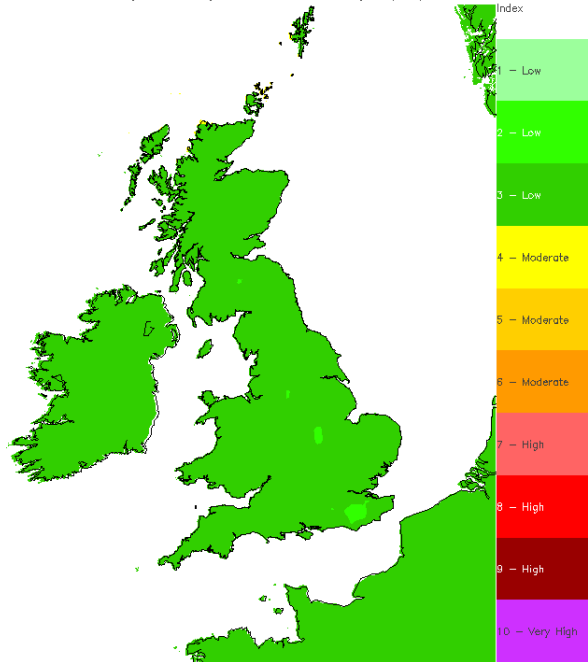 Index
1 - Low
2 - Low
3 - Low
4 - Moderate
5 - Moderate
6 - Moderate
7 - High
8 - High
9 - High
10 - Very High